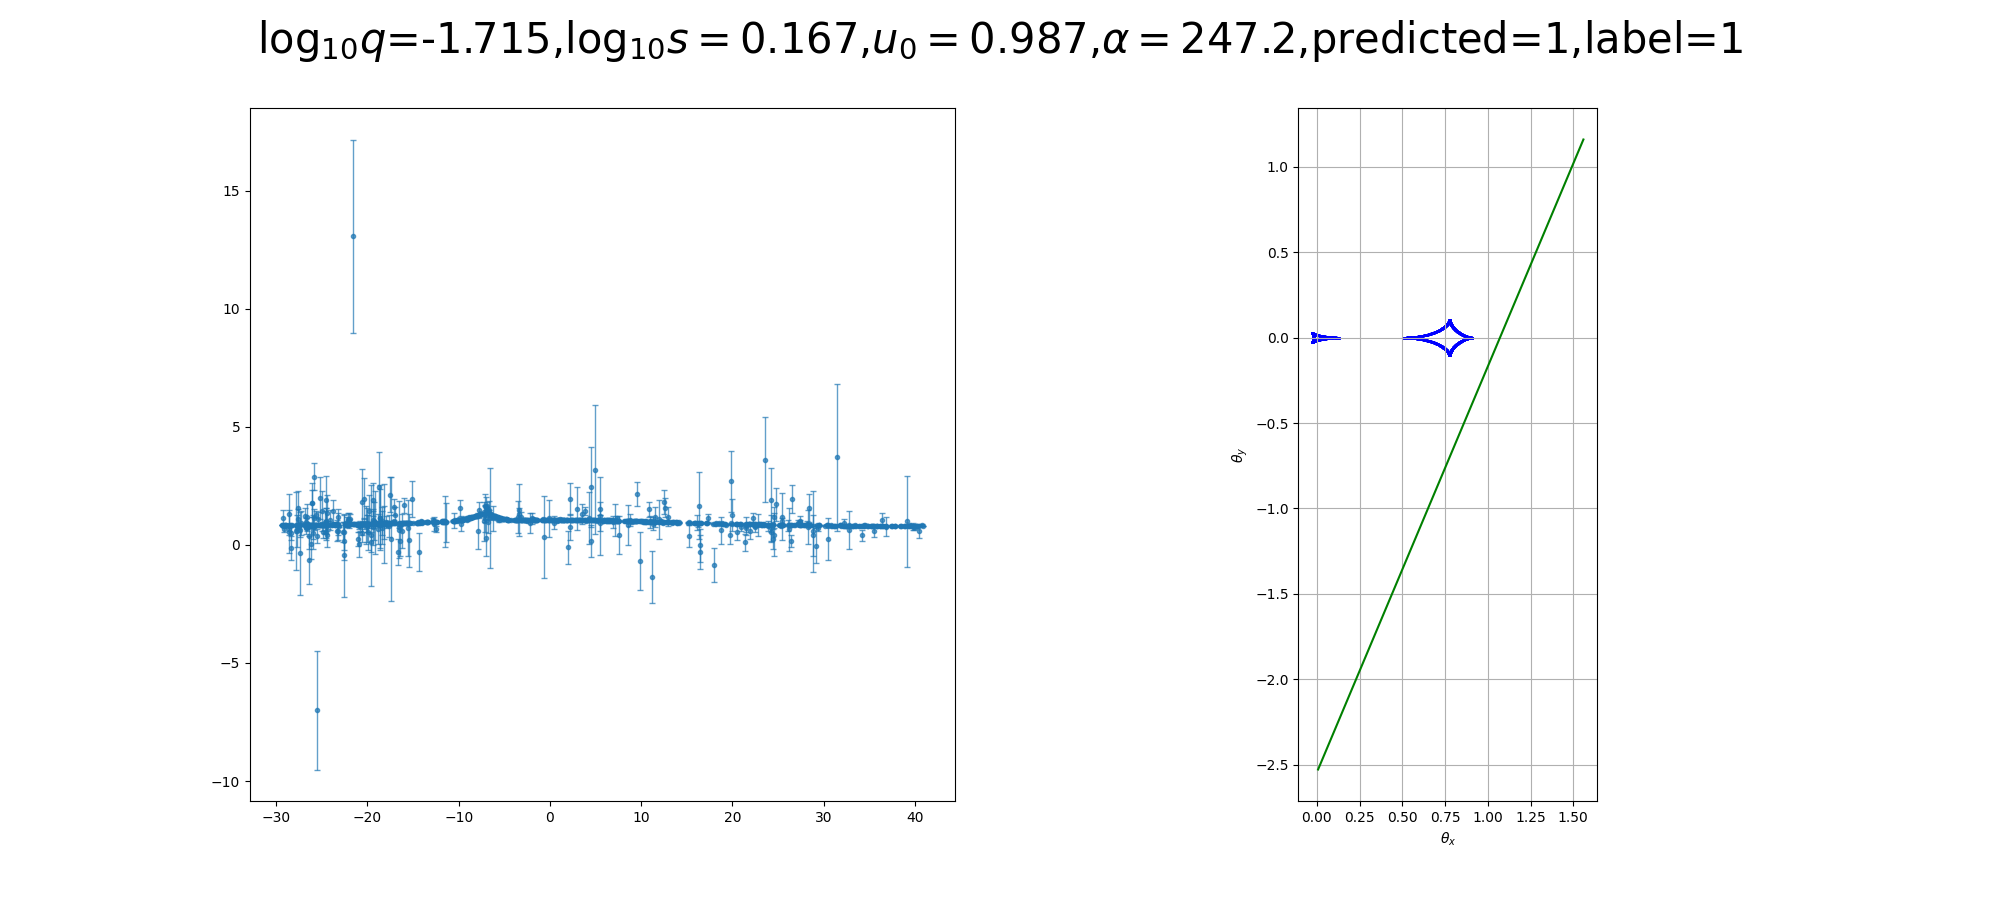 log₁₀q=-1.715,log₁₀s = 0.167,u₀ = 0.987,α = 247.2,predicted=1,label=1
15
10
5
0
−5
−10
−30 −20 −10 0 10 20 30 40
1.0
0.5
0.0
−0.5
−1.0
−1.5
−2.0
−2.5
θy
0.00 0.25 0.50 0.75 1.00 1.25 1.50
θx